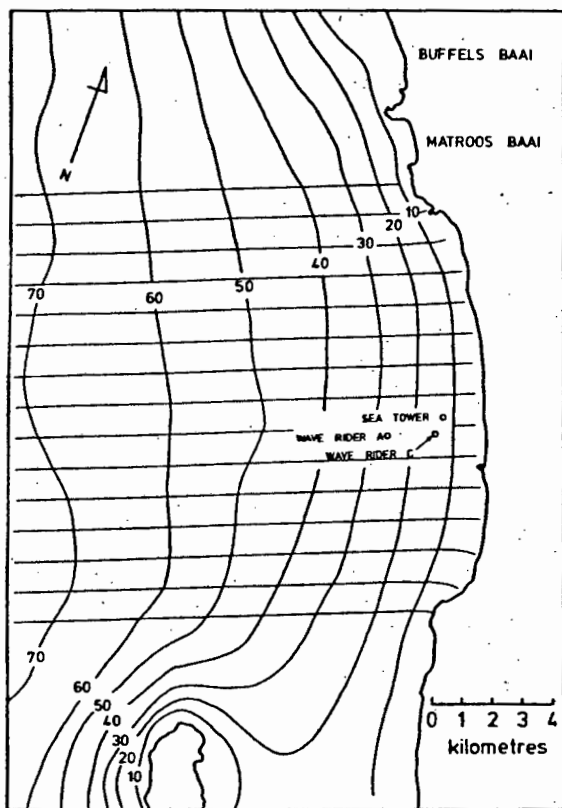 BUFFELS BAAI
MATROOS BAAI
N
10
20
30
40
50
60
70
SEA TOWER
WAVE RIDER A
WAVE RIDER C
70
60
50
40
30
20
10
0 1 2 3 4
kilometres